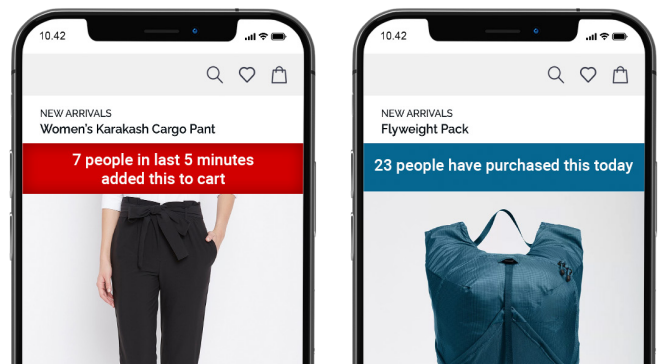 10.42
NEW ARRIVALS
Women's Karakash Cargo Pant
7 people in last 5 minutes
added this to cart
10.42
NEW ARRIVALS
Flyweight Pack
23 people have purchased this today